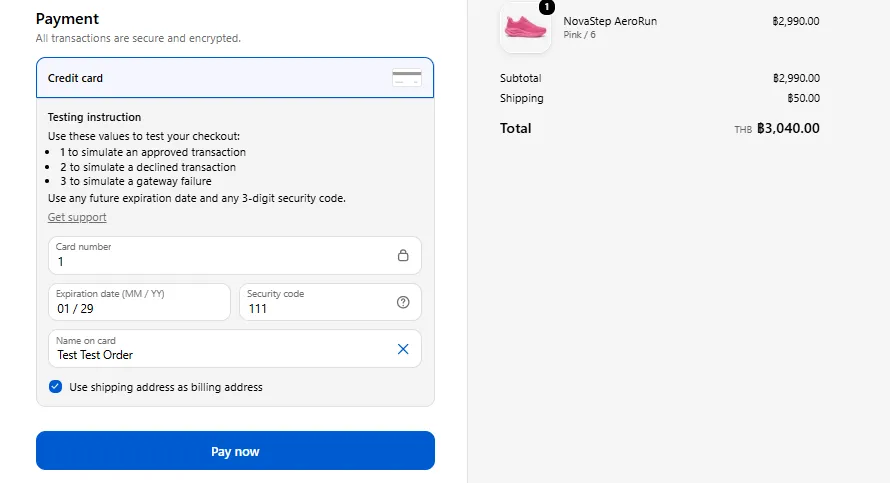 Payment
All transactions are secure and encrypted.
Credit card
Testing instruction
Use these values to test your checkout:
• 1 to simulate an approved transaction
• 2 to simulate a declined transaction
• 3 to simulate a gateway failure
Use any future expiration date and any 3-digit security code.
Get support
Card number
1
Expiration date (MM / YY)
01 / 29
Security code
111
Name on card
Test Test Order
Use shipping address as billing address
Pay now
1
NovaStep AeroRun ฿2,990.00
Pink / 6
Subtotal ฿2,990.00
Shipping ฿50.00
Total THB ฿3,040.00